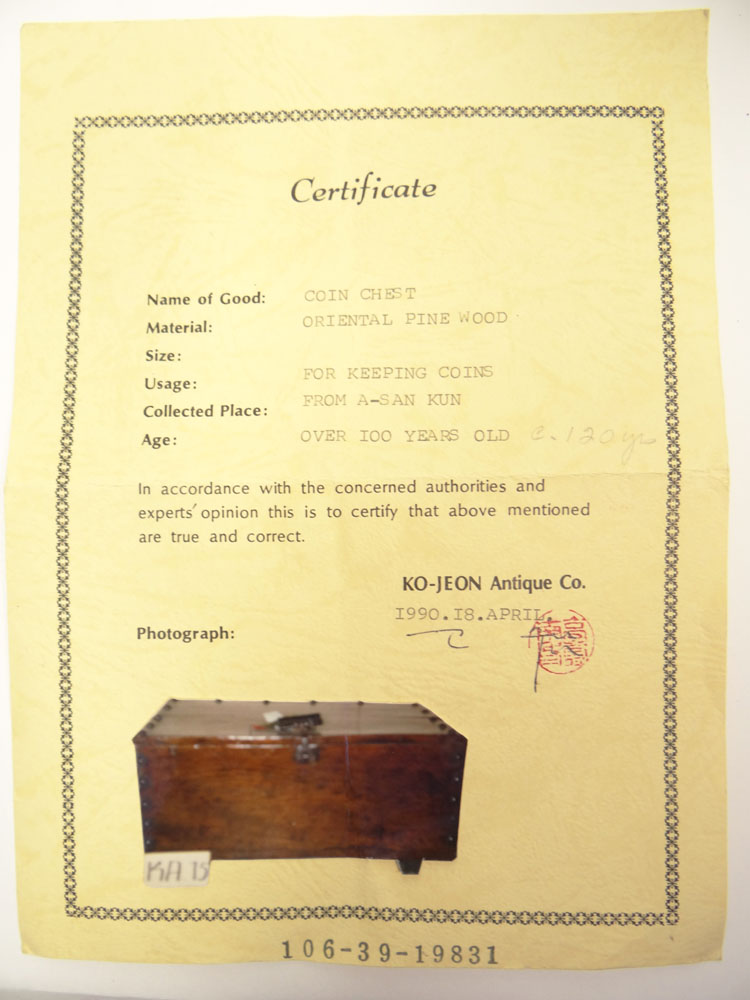 Certificate
Name of Good: COIN CHEST
Material: ORIENTAL PINE WOOD
Size:
Usage: FOR KEEPING COINS
Collected Place: FROM A-SAN KUN
Age: OVER I00 YEARS OLD c. 120 yr
In accordance with the concerned authorities and
experts' opinion this is to certify that above mentioned
are true and correct.
KO-JEON Antique Co.
I990.I8.APRIL.
Photograph:
KA 15
106-39-19831